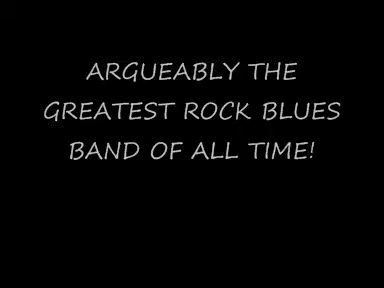 ARGUEABLY THE
GREATEST ROCK BLUES
BAND OF ALL TIME!